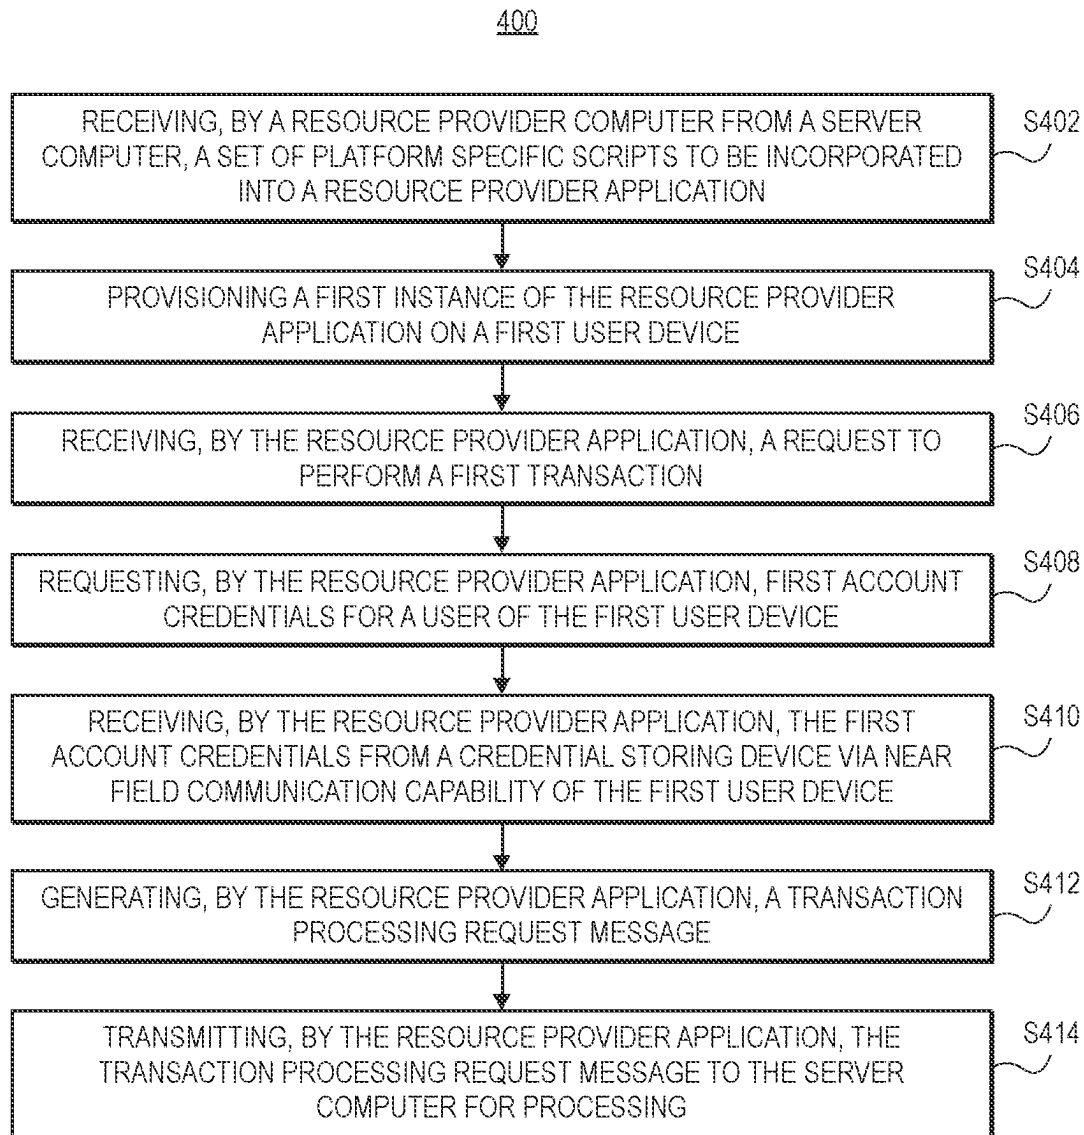 400
RECEIVING, BY A RESOURCE PROVIDER COMPUTER FROM A SERVER
COMPUTER, A SET OF PLATFORM SPECIFIC SCRIPTS TO BE INCORPORATED
INTO A RESOURCE PROVIDER APPLICATION
S402
PROVISIONING A FIRST INSTANCE OF THE RESOURCE PROVIDER
APPLICATION ON A FIRST USER DEVICE
S404
RECEIVING, BY THE RESOURCE PROVIDER APPLICATION, A REQUEST TO
PERFORM A FIRST TRANSACTION
S406
REQUESTING, BY THE RESOURCE PROVIDER APPLICATION, FIRST ACCOUNT
CREDENTIALS FOR A USER OF THE FIRST USER DEVICE
S408
RECEIVING, BY THE RESOURCE PROVIDER APPLICATION, THE FIRST
ACCOUNT CREDENTIALS FROM A CREDENTIAL STORING DEVICE VIA NEAR
FIELD COMMUNICATION CAPABILITY OF THE FIRST USER DEVICE
S410
GENERATING, BY THE RESOURCE PROVIDER APPLICATION, A TRANSACTION
PROCESSING REQUEST MESSAGE
S412
TRANSMITTING, BY THE RESOURCE PROVIDER APPLICATION, THE
TRANSACTION PROCESSING REQUEST MESSAGE TO THE SERVER
COMPUTER FOR PROCESSING
S414